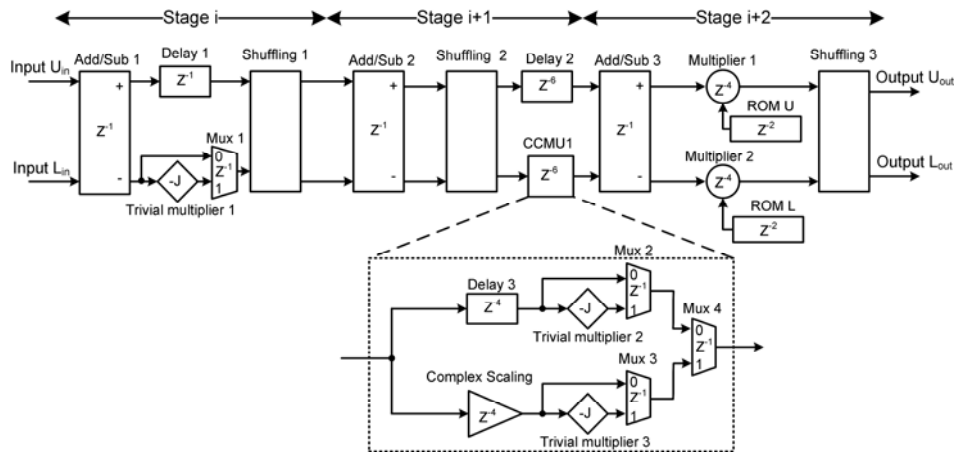 Stage i
Stage i+1
Stage i+2
Input Uin
Add/Sub 1
Delay 1
Shuffling 1
Add/Sub 2
Shuffling 2
Delay 2
Add/Sub 3
Multiplier 1
Shuffling 3
Output Uout
+
Z-1
+
Z-6
+
Z-4
ROM U
Z-2
Z-1
Z-1
Z-1
Mux 1
0
Z-1
1
CCMU1
Z-6
Multiplier 2
Z-4
Input Lin
-
-J
-
-
Output Lout
Trivial multiplier 1
ROM L
Z-2
Mux 2
0
Z-1
1
Delay 3
Z-4
-J
Trivial multiplier 2
Mux 4
0
Z-1
1
Mux 3
0
Z-1
1
Complex Scaling
Z-4
-J
Trivial multiplier 3